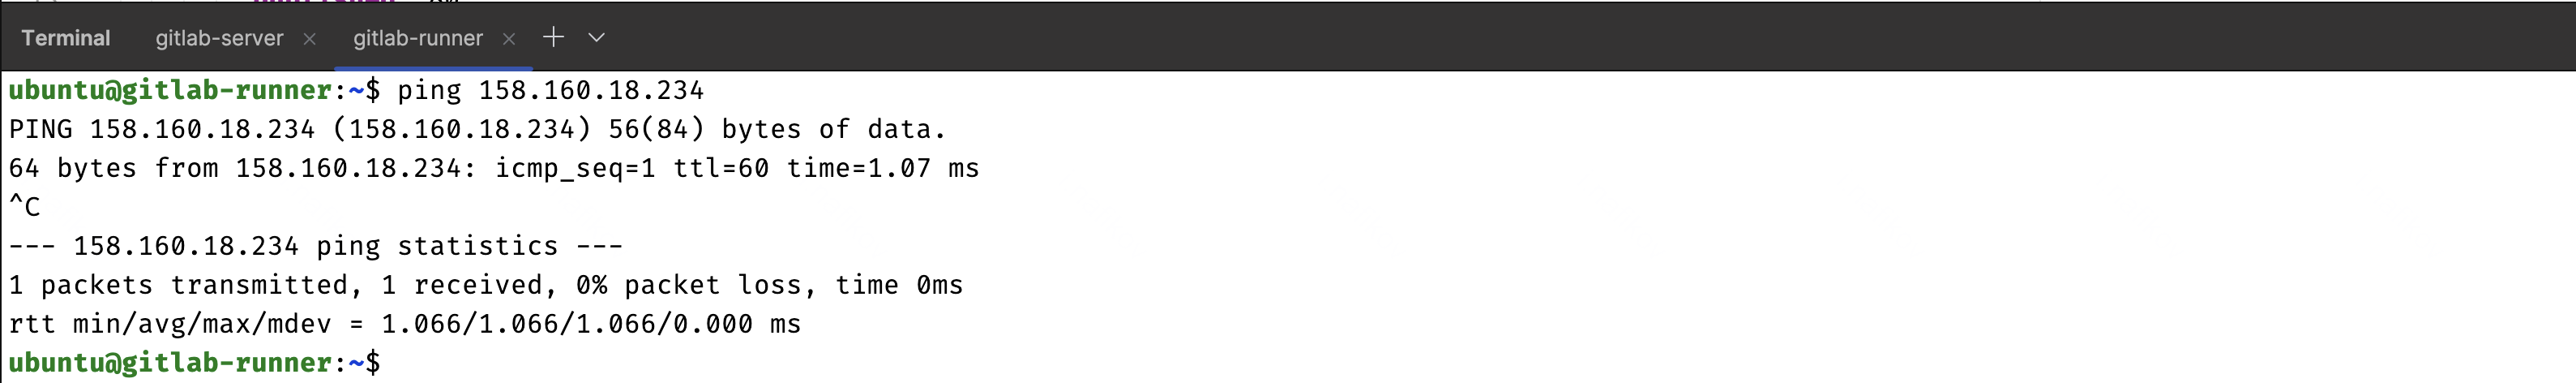 Terminal gitlab-server × gitlab-runner ×
ubuntu@gitlab-runner:~$ ping 158.160.18.234
PING 158.160.18.234 (158.160.18.234) 56(84) bytes of data.
64 bytes from 158.160.18.234: icmp_seq=1 ttl=60 time=1.07 ms
^C
--- 158.160.18.234 ping statistics ---
1 packets transmitted, 1 received, 0% packet loss, time 0ms
rtt min/avg/max/mdev = 1.066/1.066/1.066/0.000 ms
ubuntu@gitlab-runner:~$